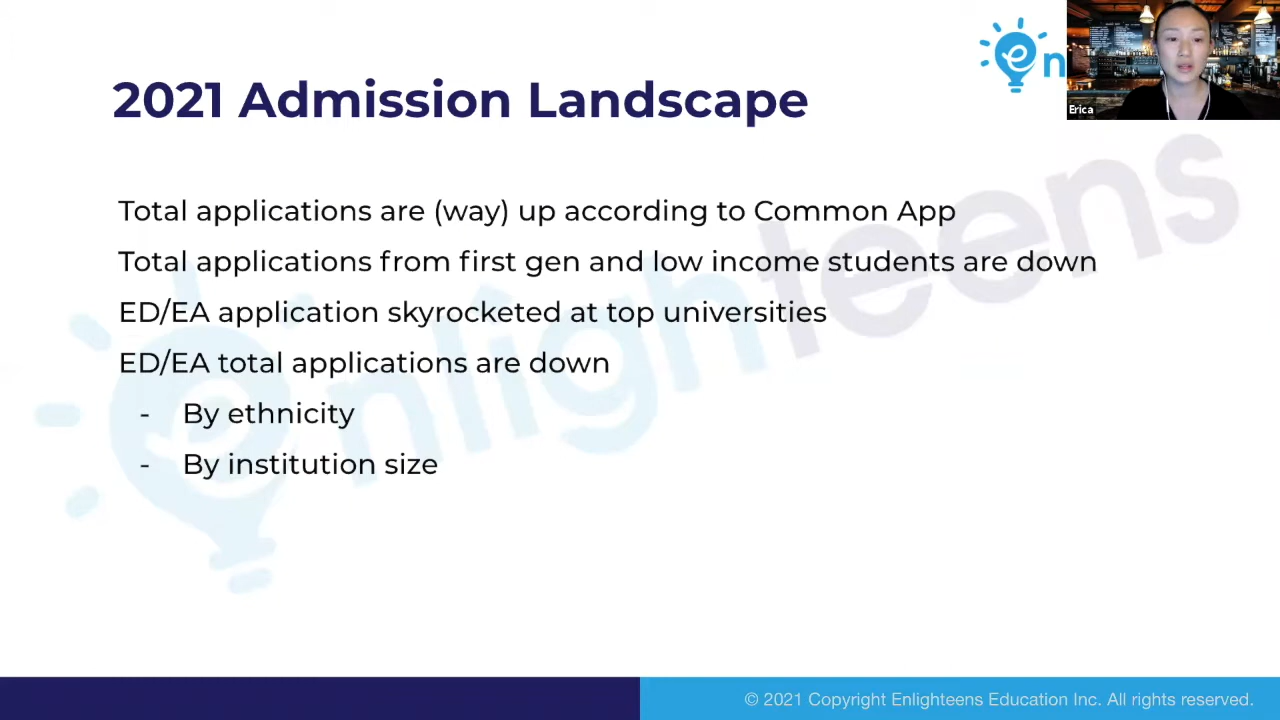 2021 Admission Landscape
en
Erica
Total applications are (way) up according to Common App
Total applications from first gen and low income students are down
ED/EA application skyrocketed at top universities
ED/EA total applications are down
- By ethnicity
- By institution size
enlighteens
© 2021 Copyright Enlighteens Education Inc. All rights reserved.